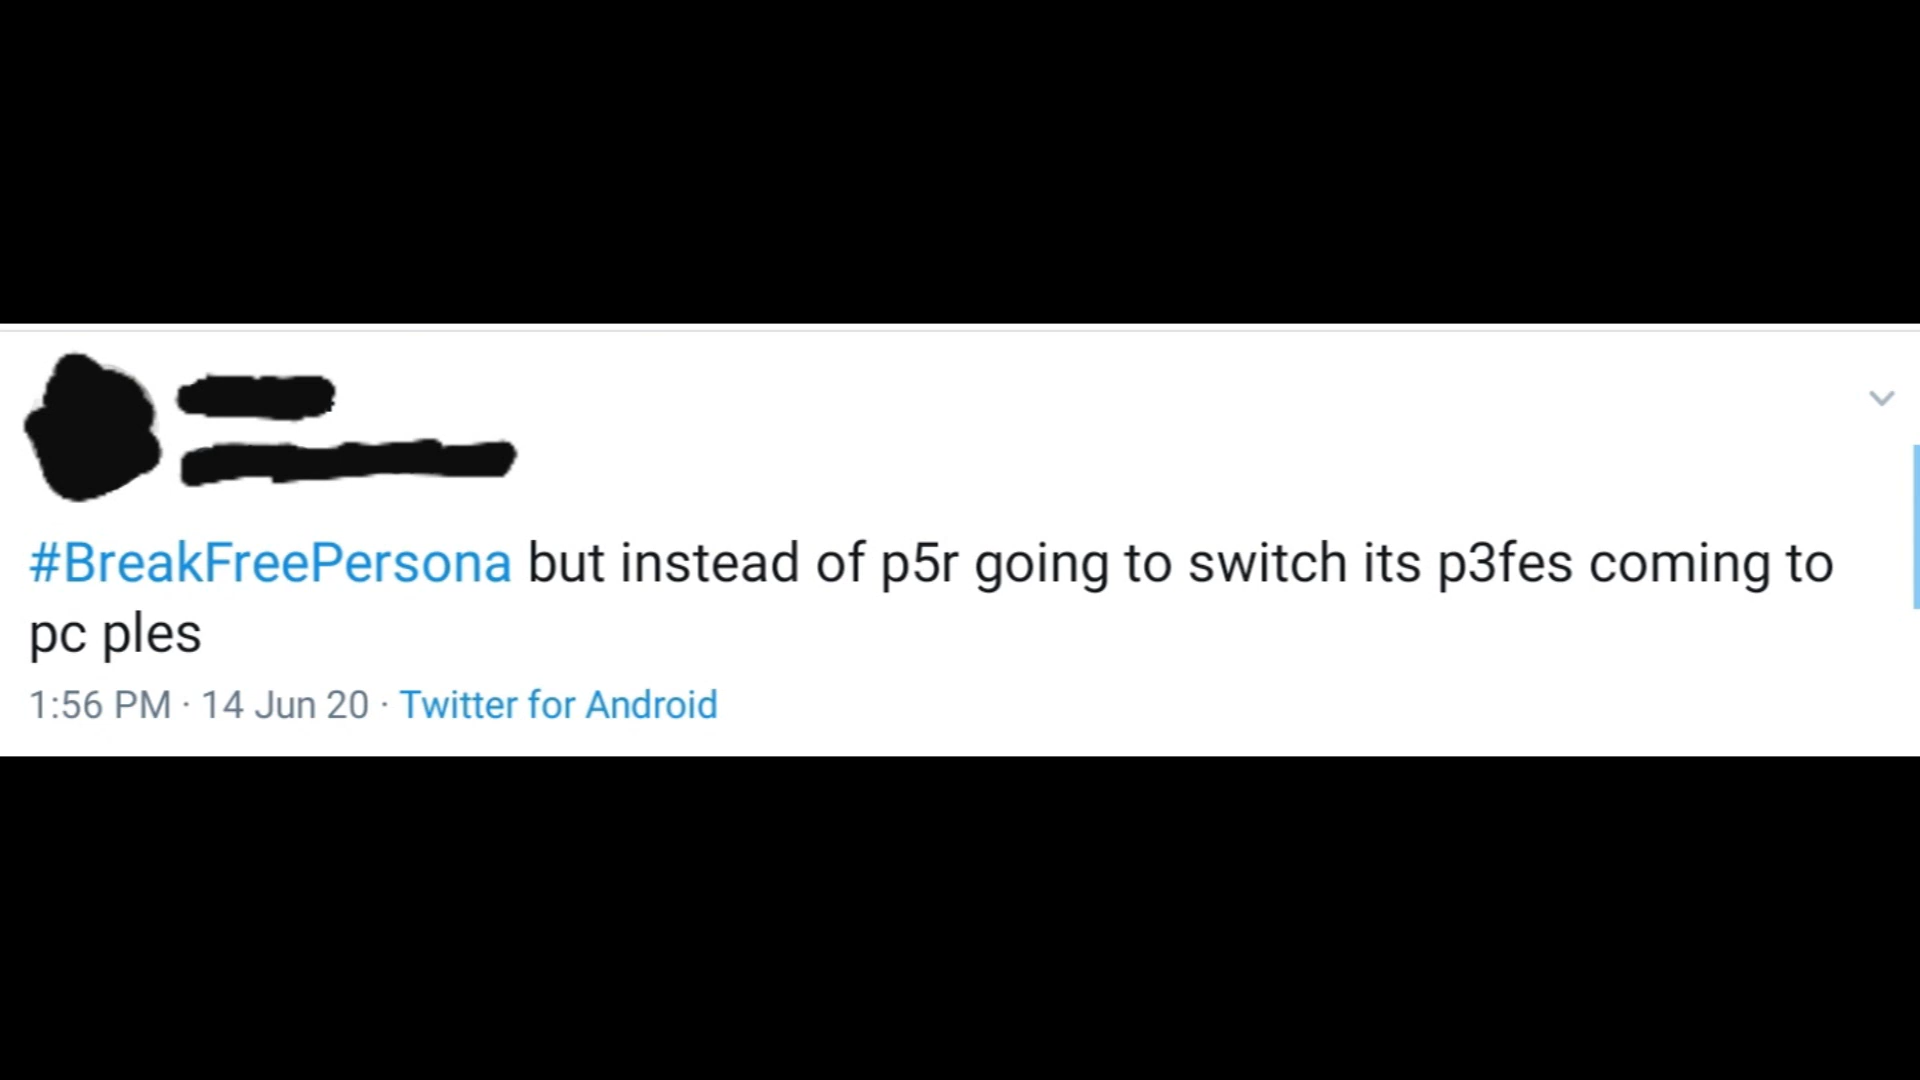 #BreakFreePersona but instead of p5r going to switch its p3fes coming to
pc ples
1:56 PM · 14 Jun 20 · Twitter for Android